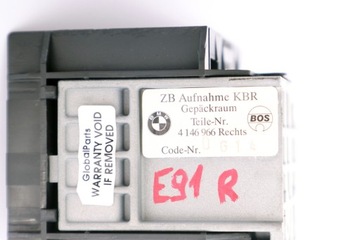 ZB Aufnahme KBR
Gepäckraum
Teile-Nr.
4 146 966 Rechts
Code-Nr.
BMW
BOS
GlobalParts
WARRANTY VOID
IF REMOVED
E91 R